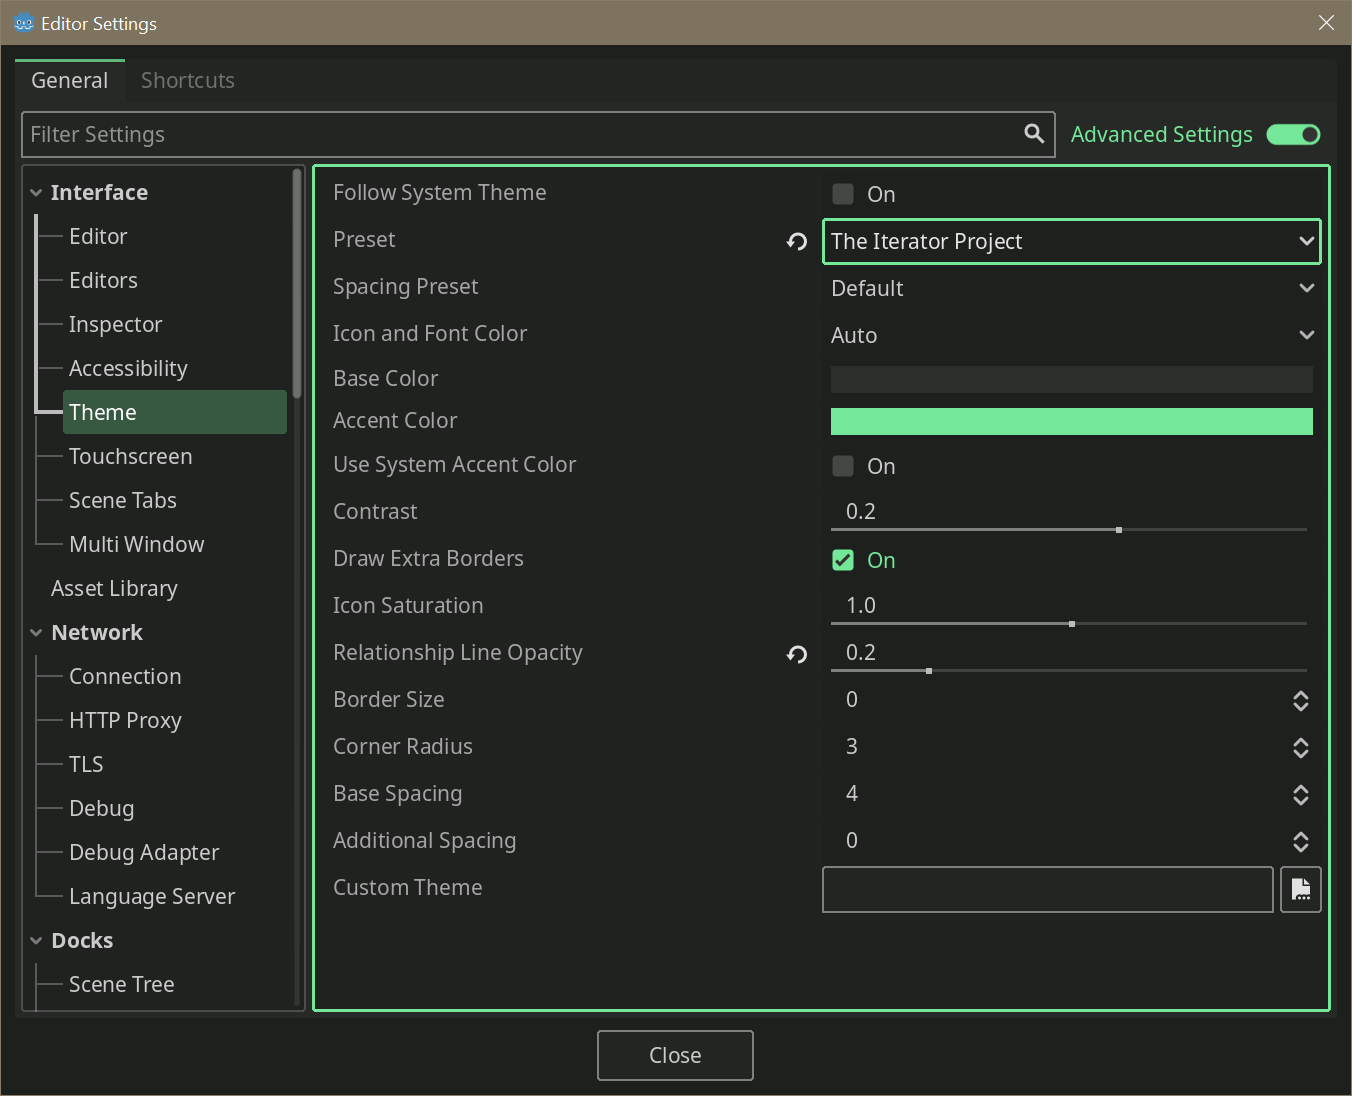 Editor Settings
General
Shortcuts
Filter Settings
Advanced Settings
Interface
Editor
Editors
Inspector
Accessibility
Theme
Touchscreen
Scene Tabs
Multi Window
Asset Library
Network
Connection
HTTP Proxy
TLS
Debug
Debug Adapter
Language Server
Docks
Scene Tree
Follow System Theme On
Preset The Iterator Project
Spacing Preset Default
Icon and Font Color Auto
Base Color
Accent Color
Use System Accent Color On
Contrast 0.2
Draw Extra Borders On
Icon Saturation 1.0
Relationship Line Opacity 0.2
Border Size 0
Corner Radius 3
Base Spacing 4
Additional Spacing 0
Custom Theme
Close